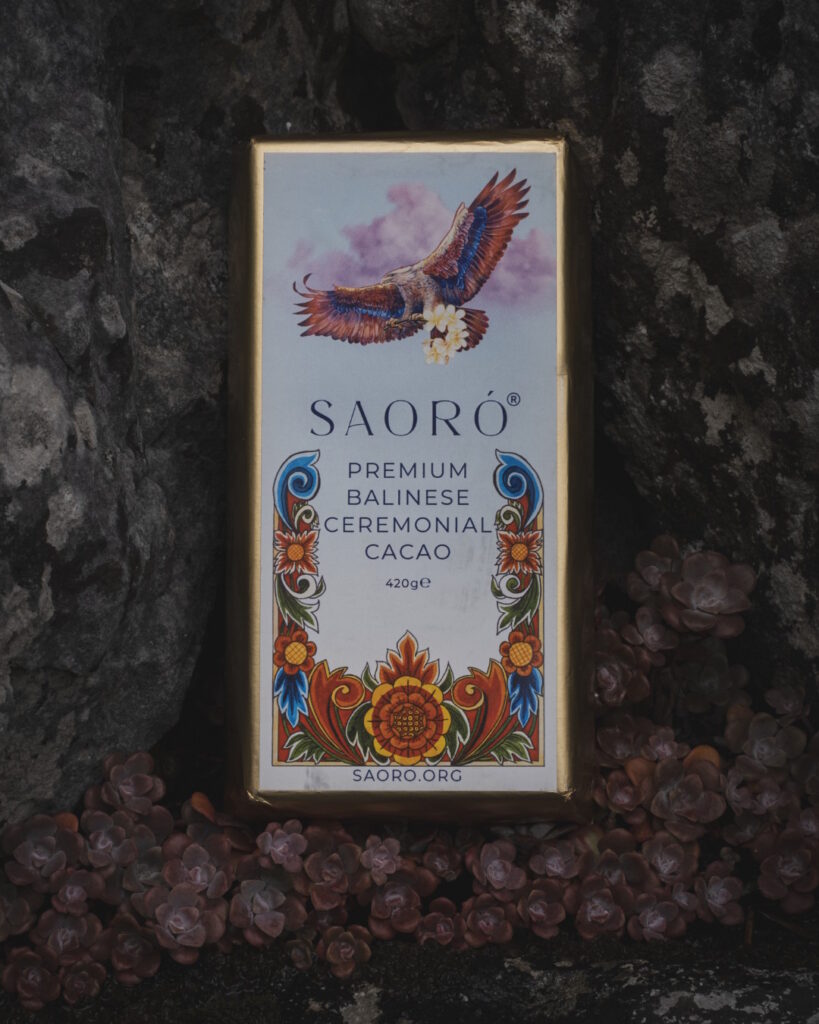 SAORÓ®
PREMIUM
BALINESE
CEREMONIAL
CACAO
420g℮
SAORO.ORG